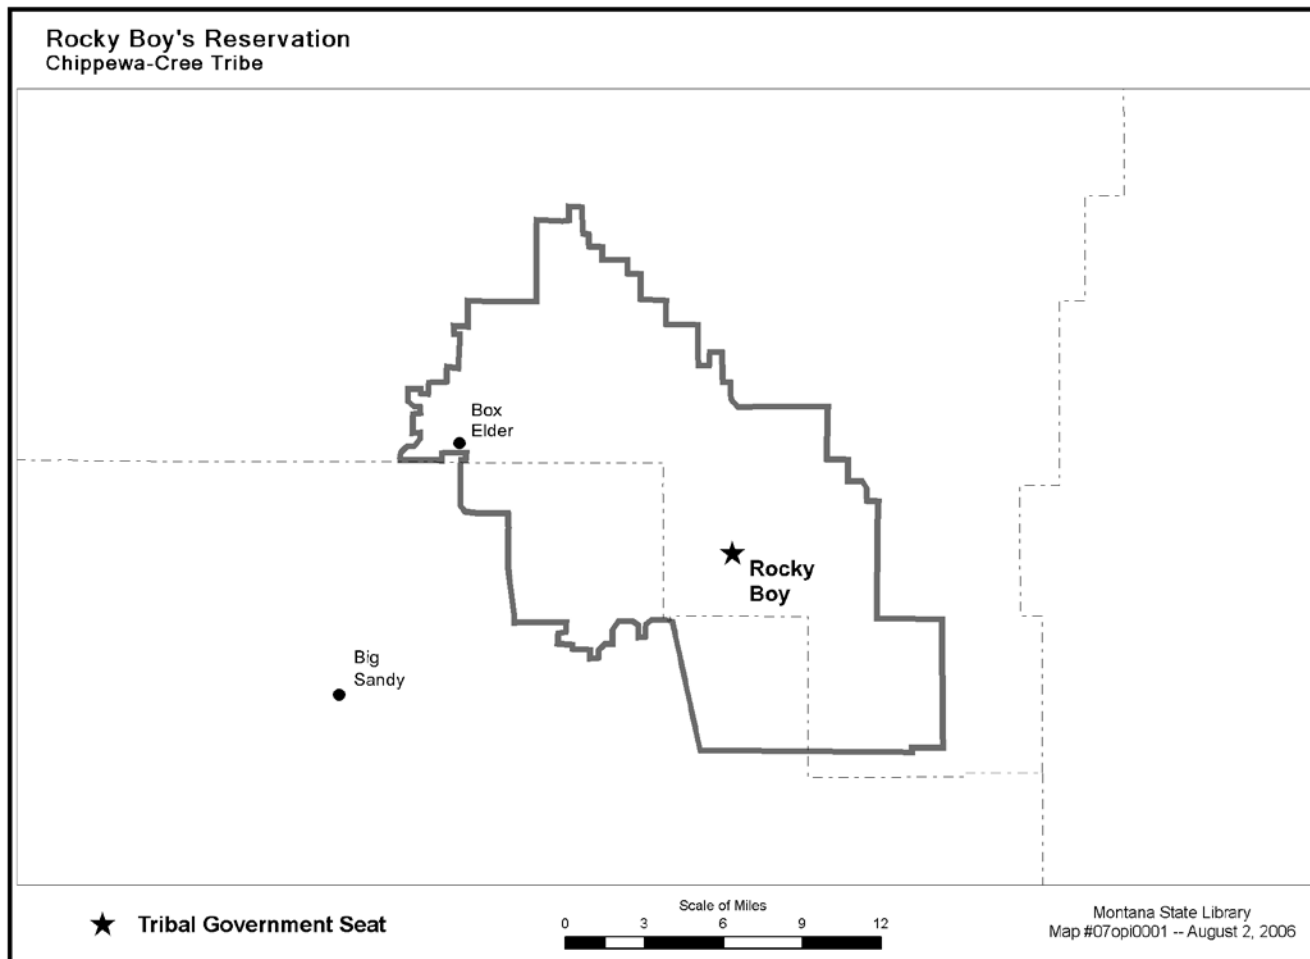 Rocky Boy's Reservation
Chippewa-Cree Tribe
Box
Elder
Rocky
Boy
Big
Sandy
Tribal Government Seat
Scale of Miles
0 3 6 9 12
Montana State Library
Map #07opi0001 -- August 2, 2006